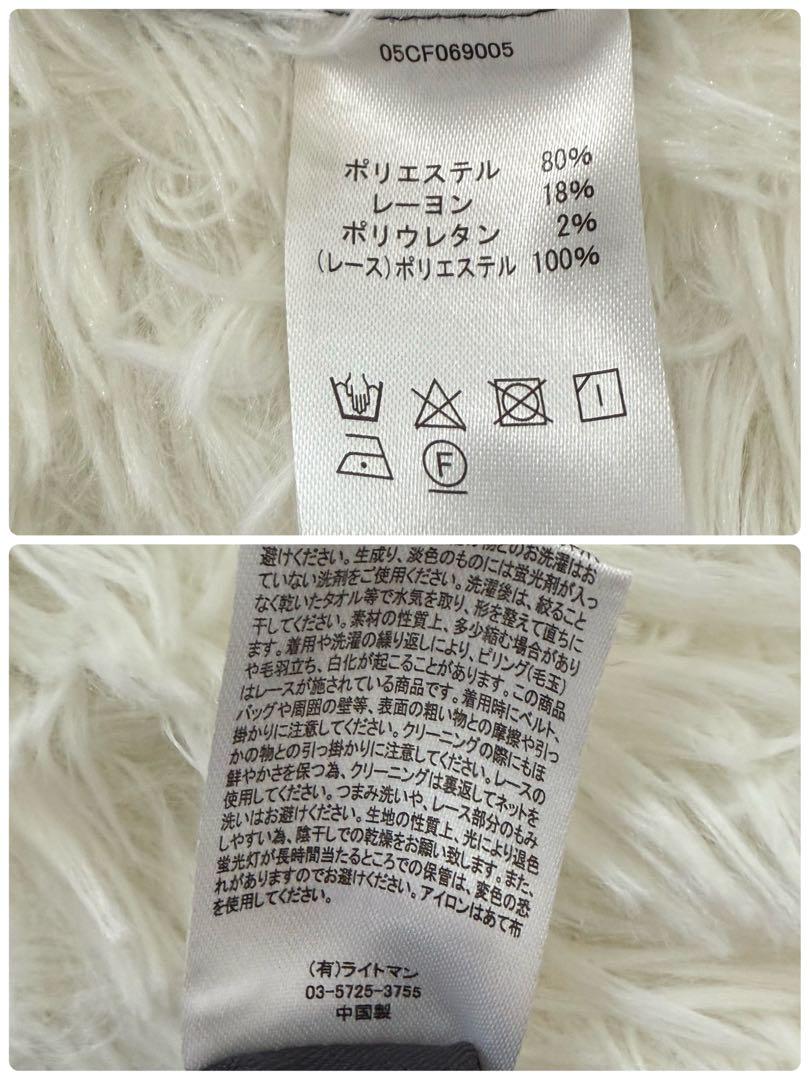 05CF069005
ポリエステル 80%
レーヨン 18%
ポリウレタン 2%
(レース)ポリエステル 100%
F
とのお洗濯はお
避けください。生成り、淡色のものには蛍光剤が入っ
ていない洗剤をご使用ください。洗濯後は、絞ること
なく乾いたタオル等で水気を取り、形を整えて直ちに
干してください。素材の性質上、多少縮む場合があり
ます。着用や洗濯の繰り返しにより、ピリング(毛玉)
や毛羽立ち、白化が起こることがあります。この商品
はレースが施されている商品です。着用時にベルト、
バッグや周囲の壁等、表面の粗い物との摩擦や引っ
掛かりに注意してください。クリーニングの際にもほ
かの物との引っ掛かりに注意してください。レースの
鮮やかさを保つ為、クリーニングは裏返してネットを
使用してください。つまみ洗いや、レース部分のもみ
洗いはお避けください。生地の性質上、光により退色
しやすい為、陰干しでの乾燥をお願い致します。また、
蛍光灯が長時間当たるところでの保管は、変色の恐
れがありますのでお避けください。アイロンはあて布
を使用してください。
(有)ライトマン
03-5725-3755
中国製